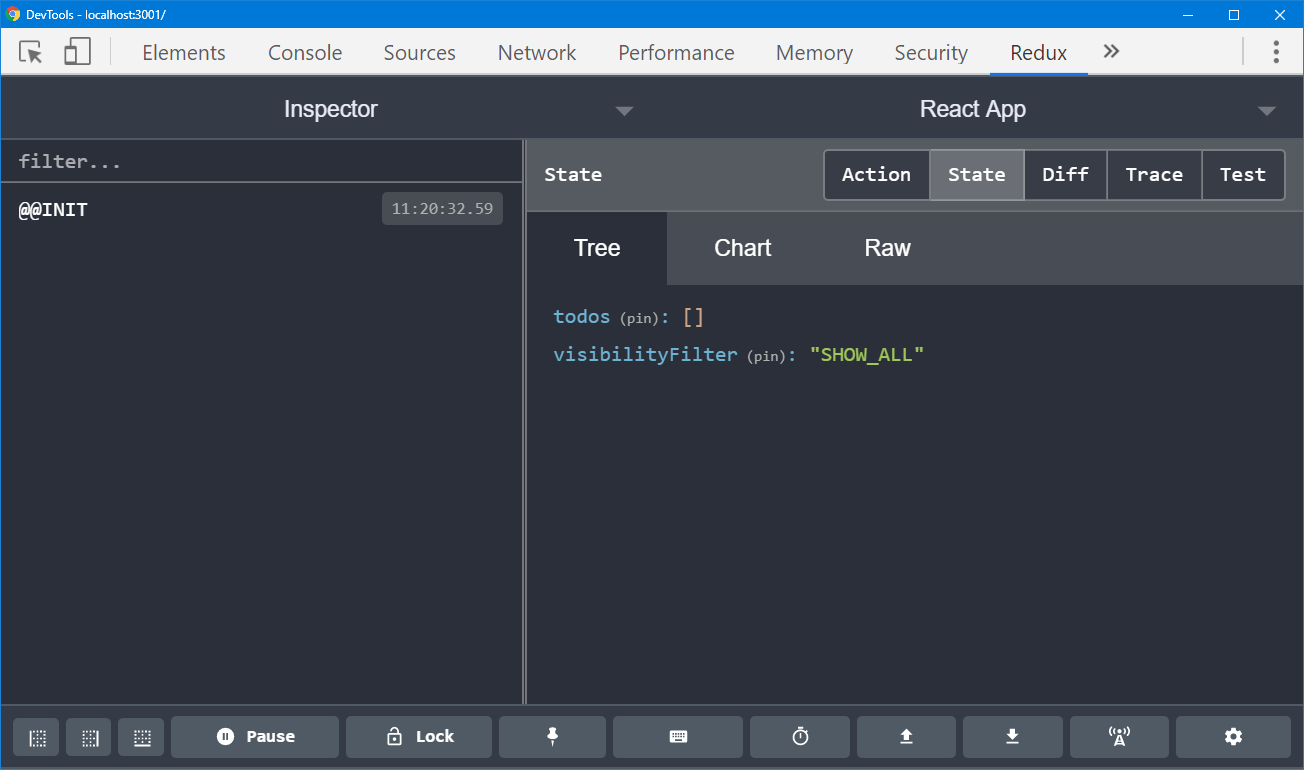 DevTools - localhost:3001/
Elements Console Sources Network Performance Memory Security Redux
Inspector React App
filter...
@@INIT 11:20:32.59
State Action State Diff Trace Test
Tree Chart Raw
todos (pin): []
visibilityFilter (pin): "SHOW_ALL"
Pause Lock